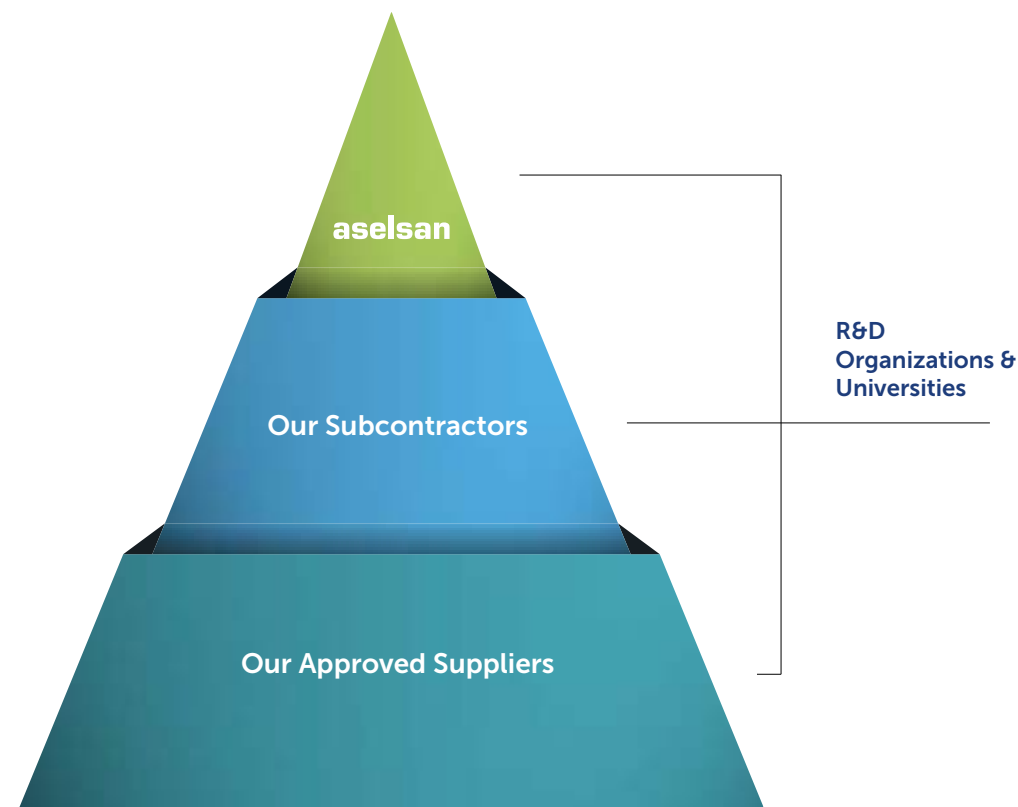 aselsan
R&D
Organizations &
Universities
Our Subcontractors
Our Approved Suppliers